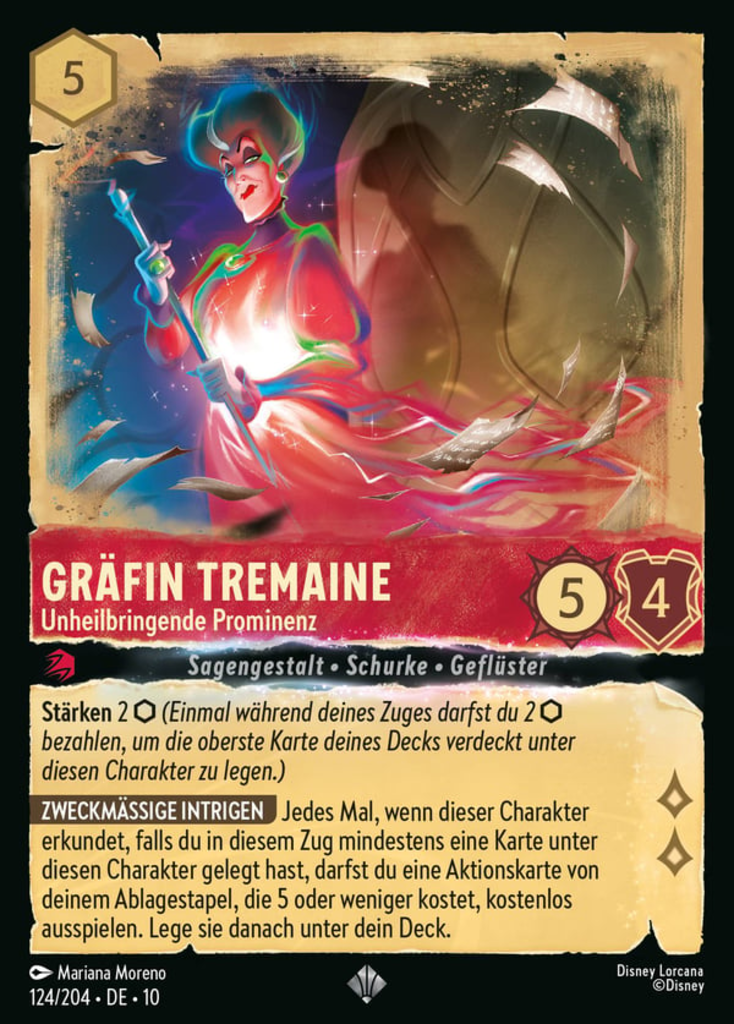 5
GRÄFIN TREMAINE
Unheilbringende Prominenz
5
4
Sagengestalt • Schurke • Geflüster
Stärken 2 (Einmal während deines Zuges darfst du 2
bezahlen, um die oberste Karte deines Decks verdeckt unter
diesen Charakter zu legen.)
ZWECKMÄSSIGE INTRIGEN Jedes Mal, wenn dieser Charakter
erkundet, falls du in diesem Zug mindestens eine Karte unter
diesen Charakter gelegt hast, darfst du eine Aktionskarte von
deinem Ablagestapel, die 5 oder weniger kostet, kostenlos
ausspielen. Lege sie danach unter dein Deck.
Mariana Moreno
124/204 • DE • 10
Disney Lorcana
©Disney